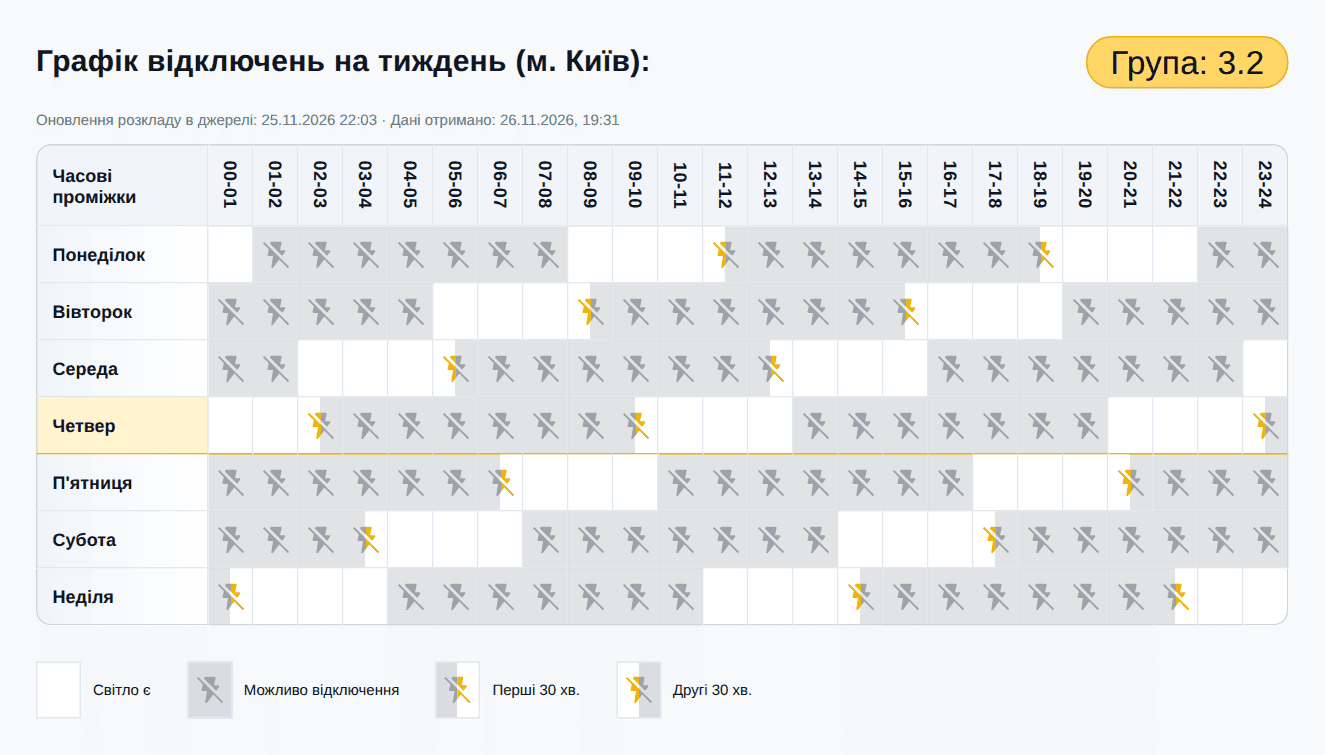 Графік відключень на тиждень (м. Київ):
Група: 3.2
Оновлення розкладу в джерелі: 25.11.2026 22:03 · Дані отримано: 26.11.2026, 19:31
Часові
проміжки
00-01
01-02
02-03
03-04
04-05
05-06
06-07
07-08
08-09
09-10
10-11
11-12
12-13
13-14
14-15
15-16
16-17
17-18
18-19
19-20
20-21
21-22
22-23
23-24
Понеділок
Вівторок
Середа
Четвер
П'ятниця
Субота
Неділя
Світло є
Можливо відключення
Перші 30 хв.
Другі 30 хв.